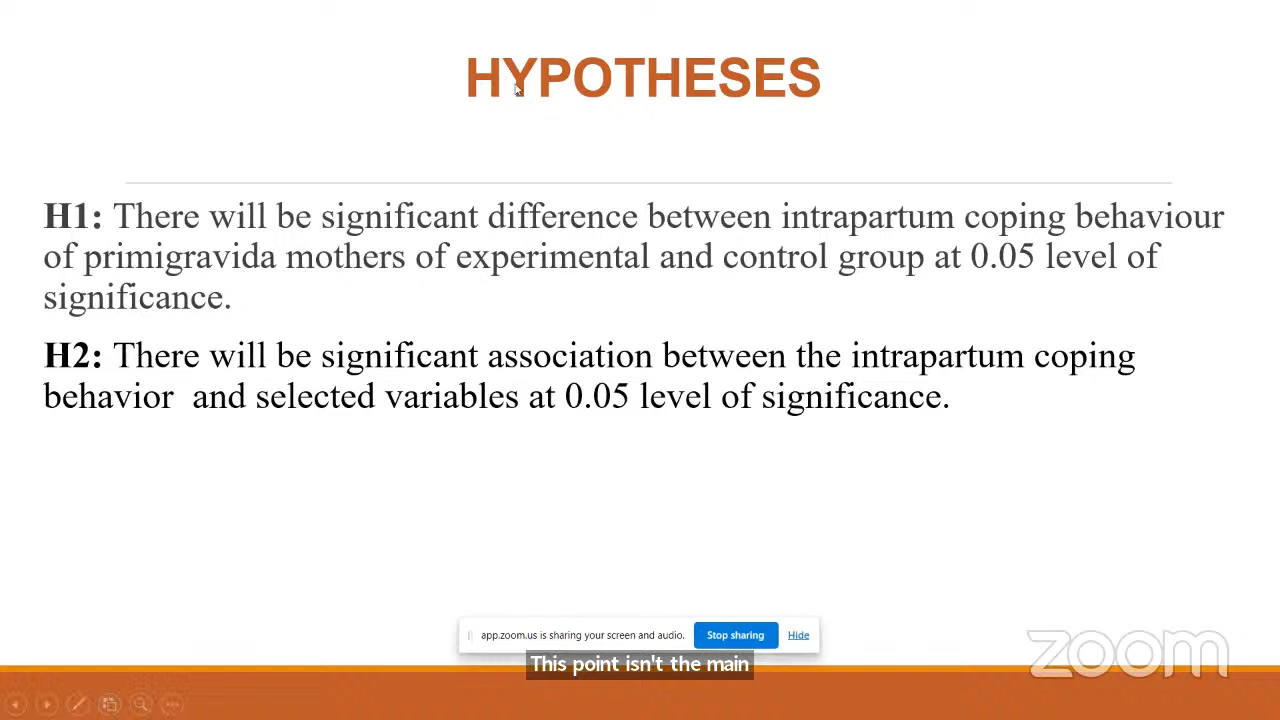 HYPOTHESES
H1: There will be significant difference between intrapartum coping behaviour
of primigravida mothers of experimental and control group at 0.05 level of
significance.
H2: There will be significant association between the intrapartum coping
behavior  and selected variables at 0.05 level of significance.
app.zoom.us is sharing your screen and audio. Stop sharing Hide
This point isn't the main
zoom